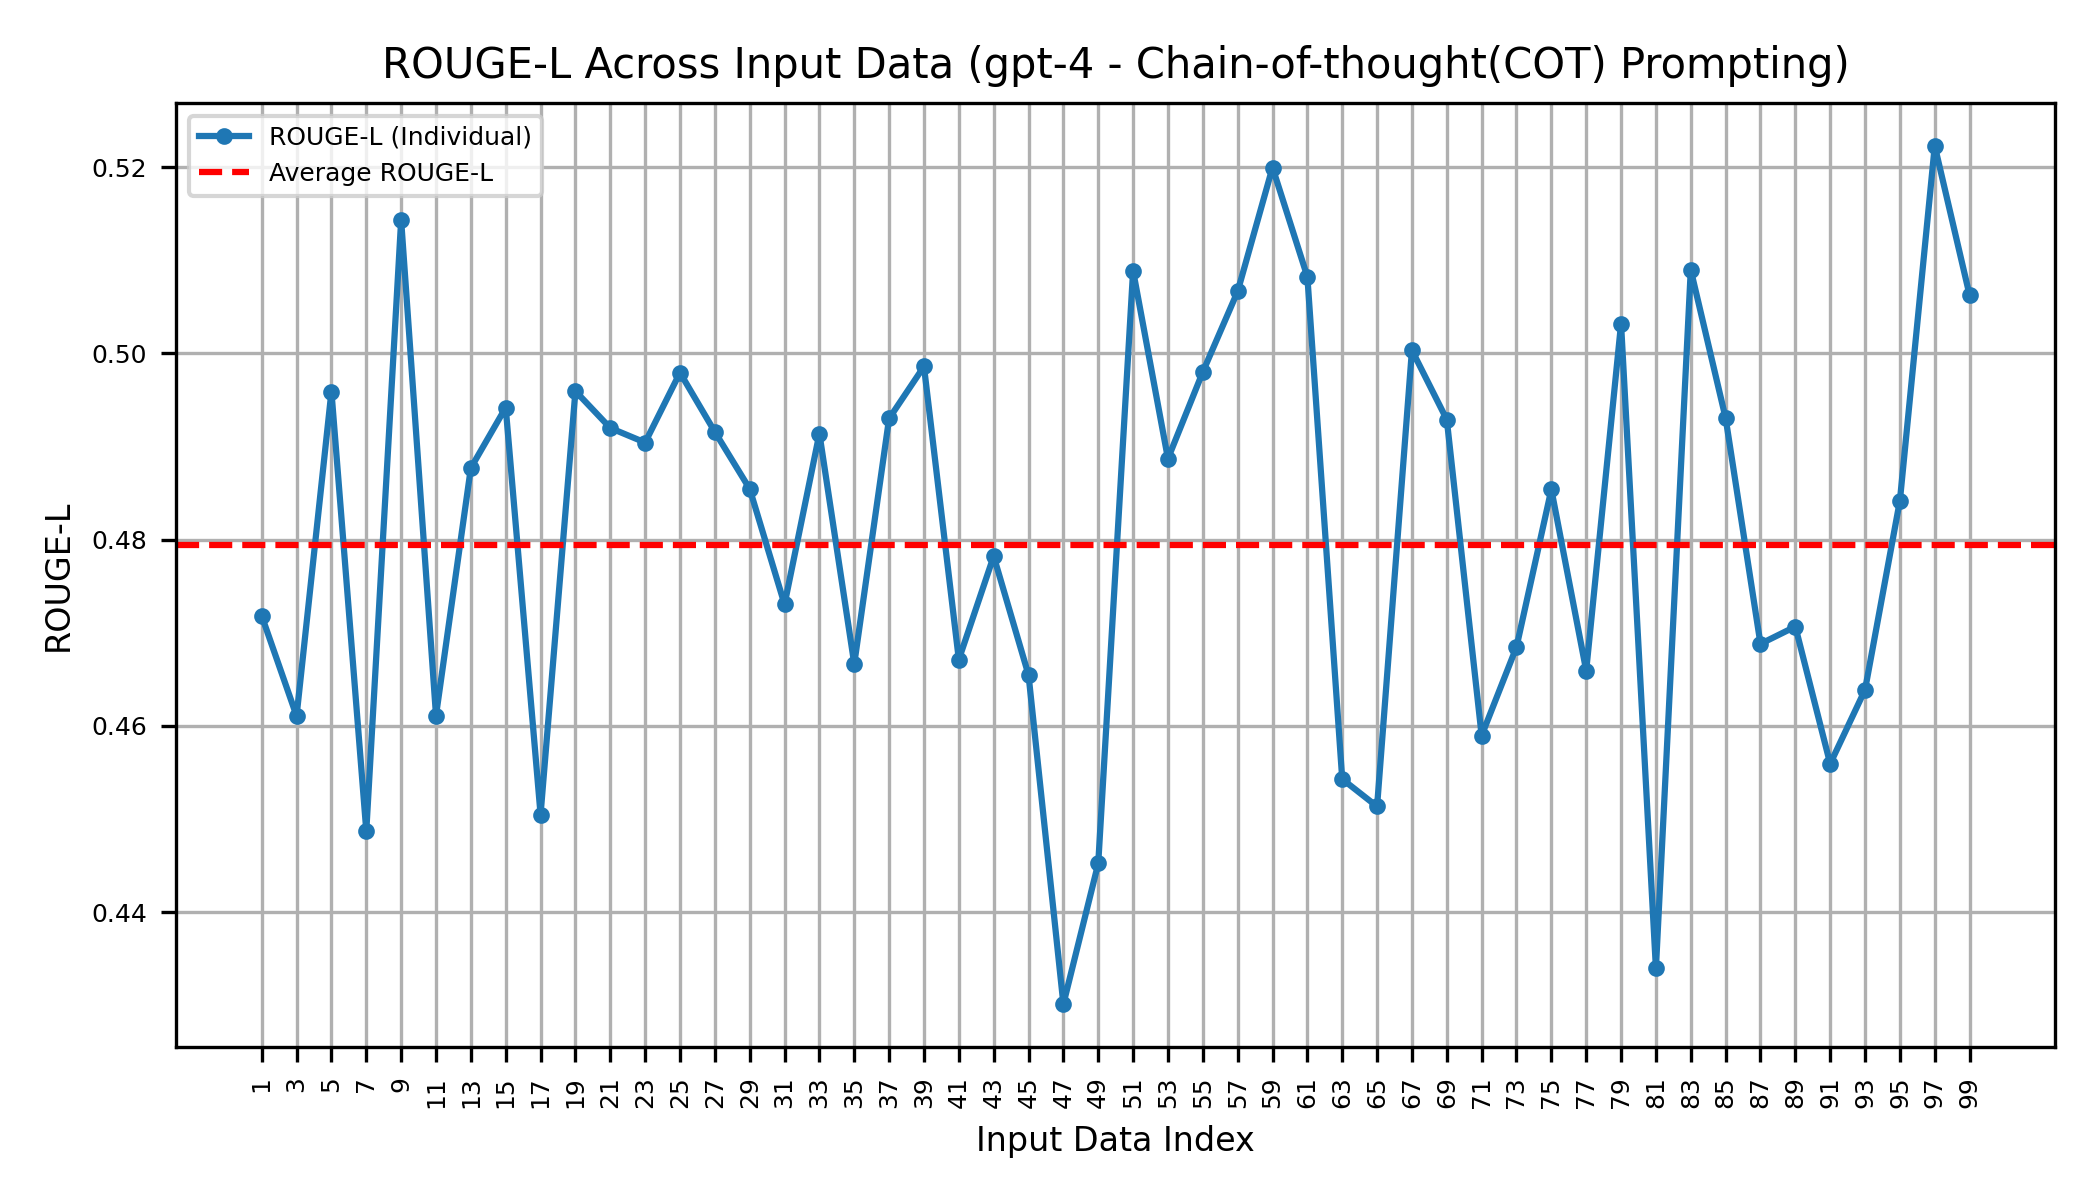 ROUGE-L Across Input Data (gpt-4 - Chain-of-thought(COT) Prompting)
ROUGE-L (Individual)
Average ROUGE-L
ROUGE-L
0.52
0.50
0.48
0.46
0.44
1 3 5 7 9 11 13 15 17 19 21 23 25 27 29 31 33 35 37 39 41 43 45 47 49 51 53 55 57 59 61 63 65 67 69 71 73 75 77 79 81 83 85 87 89 91 93 95 97 99
Input Data Index